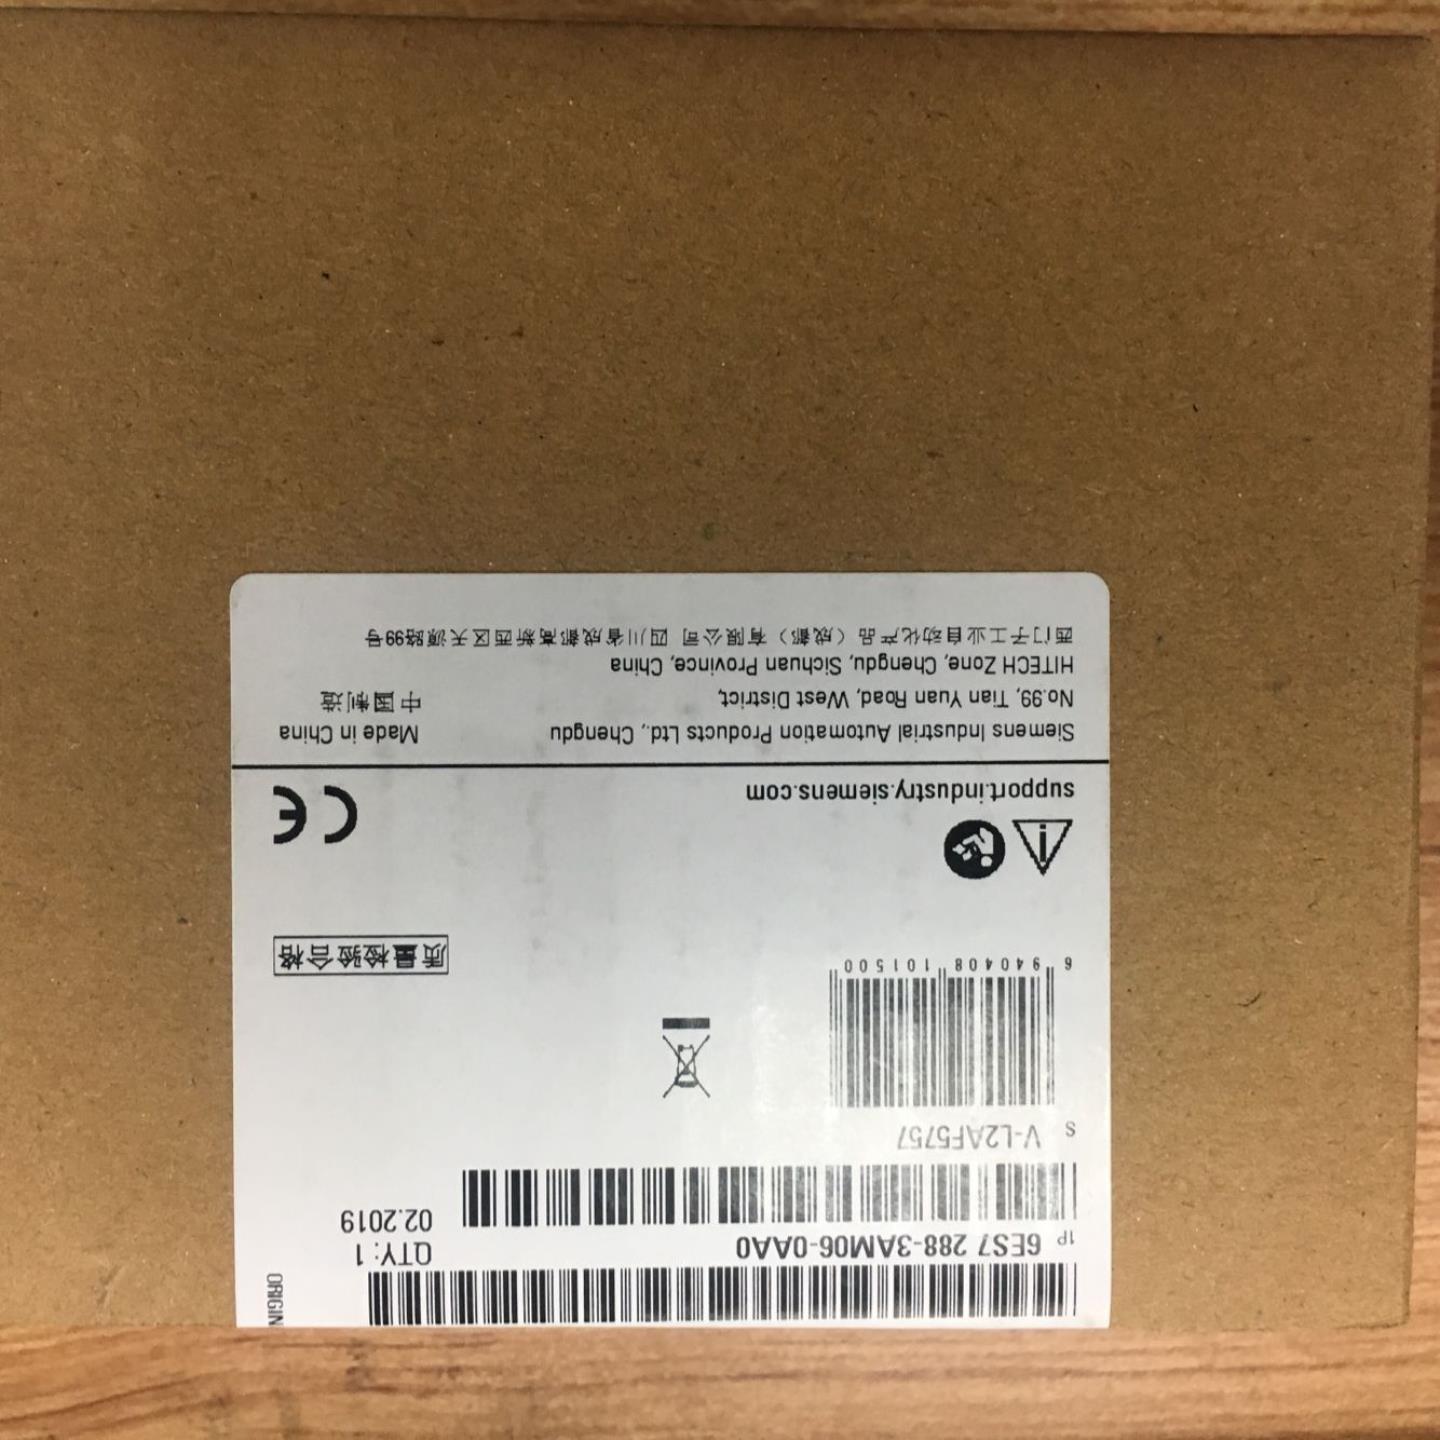 ORIGIN
1P 6ES7 288-3AM06-0AA0
QTY: 1
02.2019
S V-L2AF5757
6 940408 101500
质量检验合格
CE
support.industry.siemens.com
Siemens Industrial Automation Products Ltd., Chengdu
No.99, Tian Yuan Road, West District,
HITECH Zone, Chengdu, Sichuan Province, China
西门子工业自动化产品（成都）有限公司 四川省成都高新西区天源路99号
Made in China
中国制造